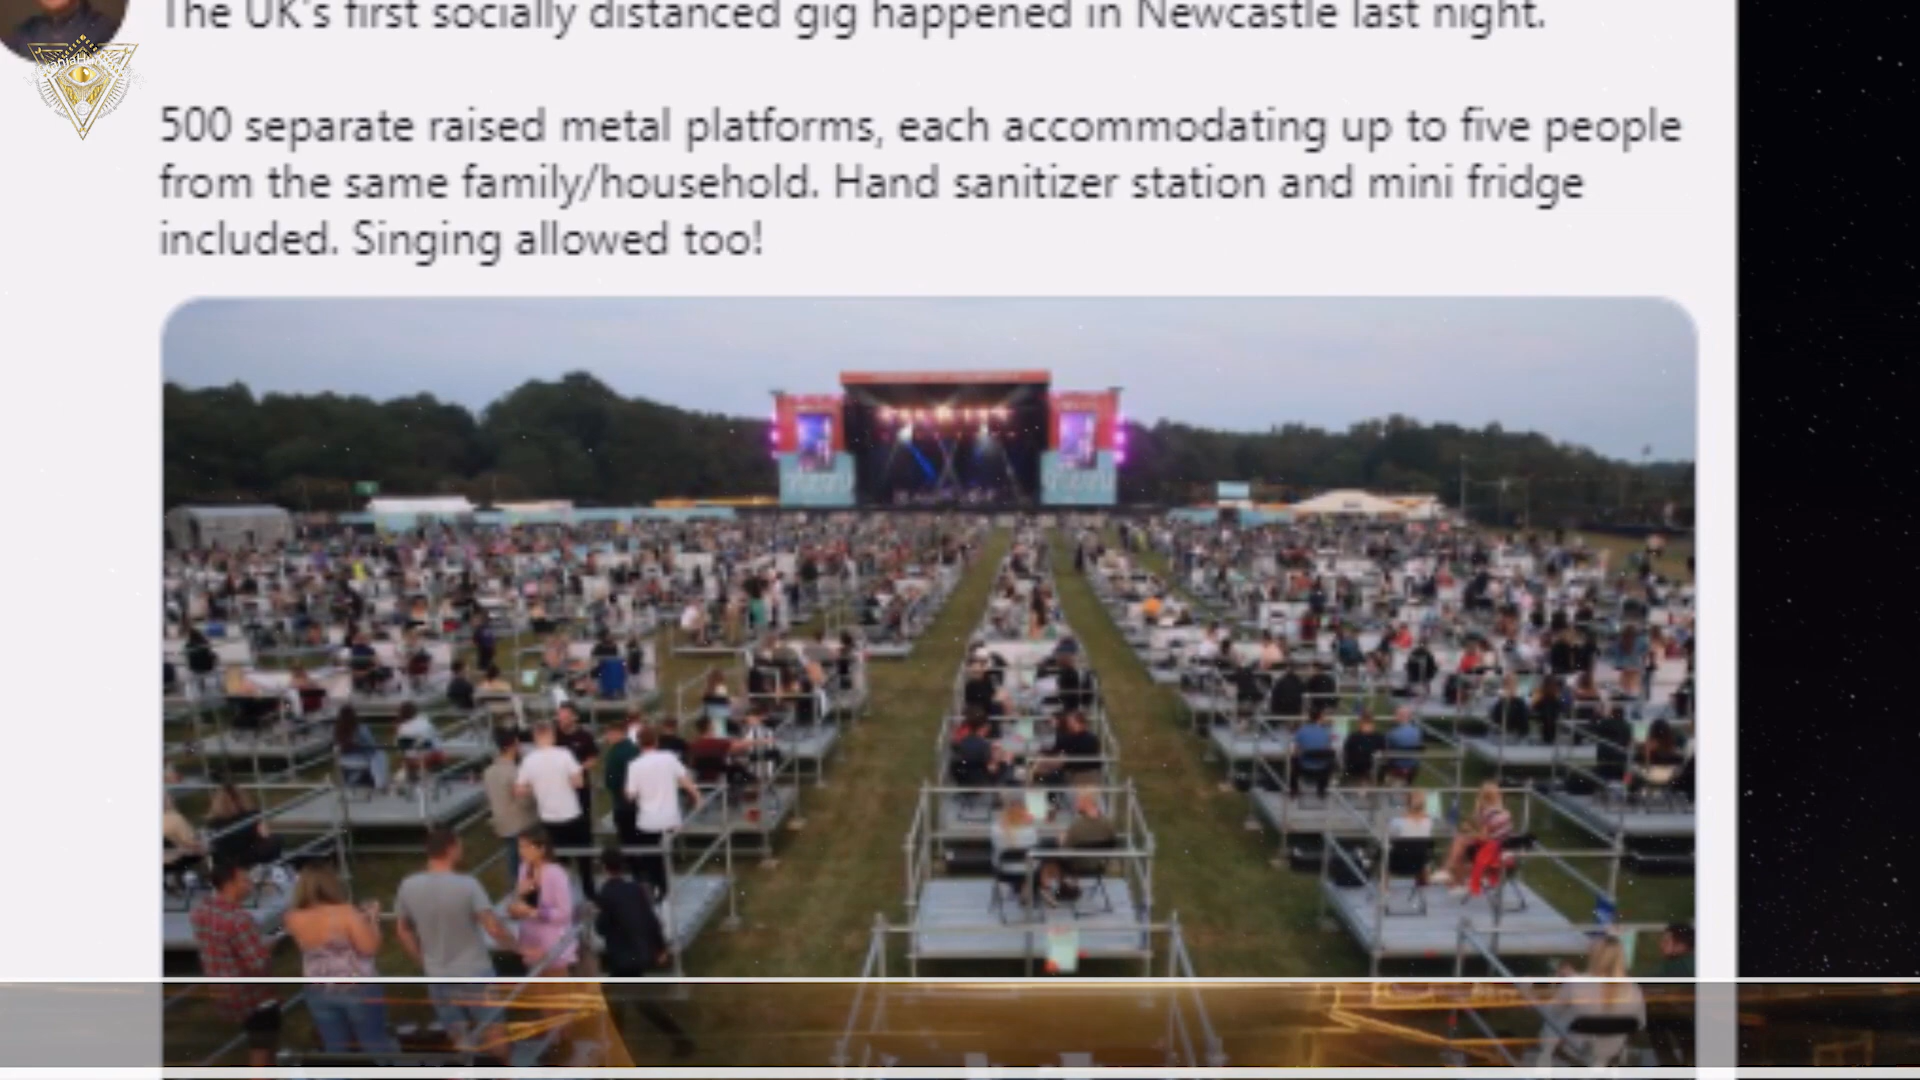 The UK's first socially distanced gig happened in Newcastle last night.
500 separate raised metal platforms, each accommodating up to five people
from the same family/household. Hand sanitizer station and mini fridge
included. Singing allowed too!